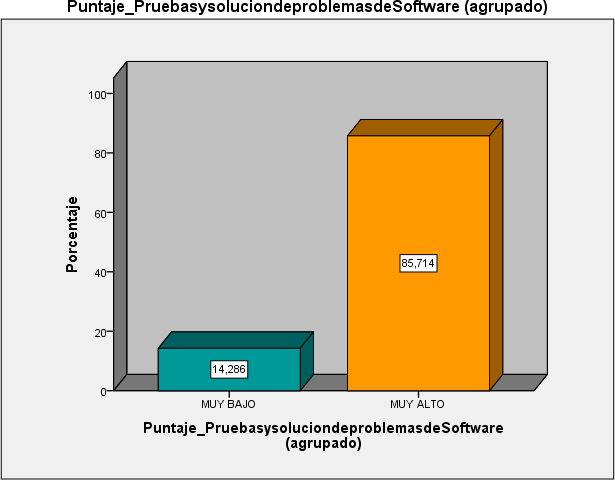 Puntaje_PruebasysoluciondeproblemasdeSoftware (agrupado)
100
80
60
40
20
0
Porcentaje
14,286
85,714
MUY BAJO
MUY ALTO
Puntaje_PruebasysoluciondeproblemasdeSoftware
(agrupado)